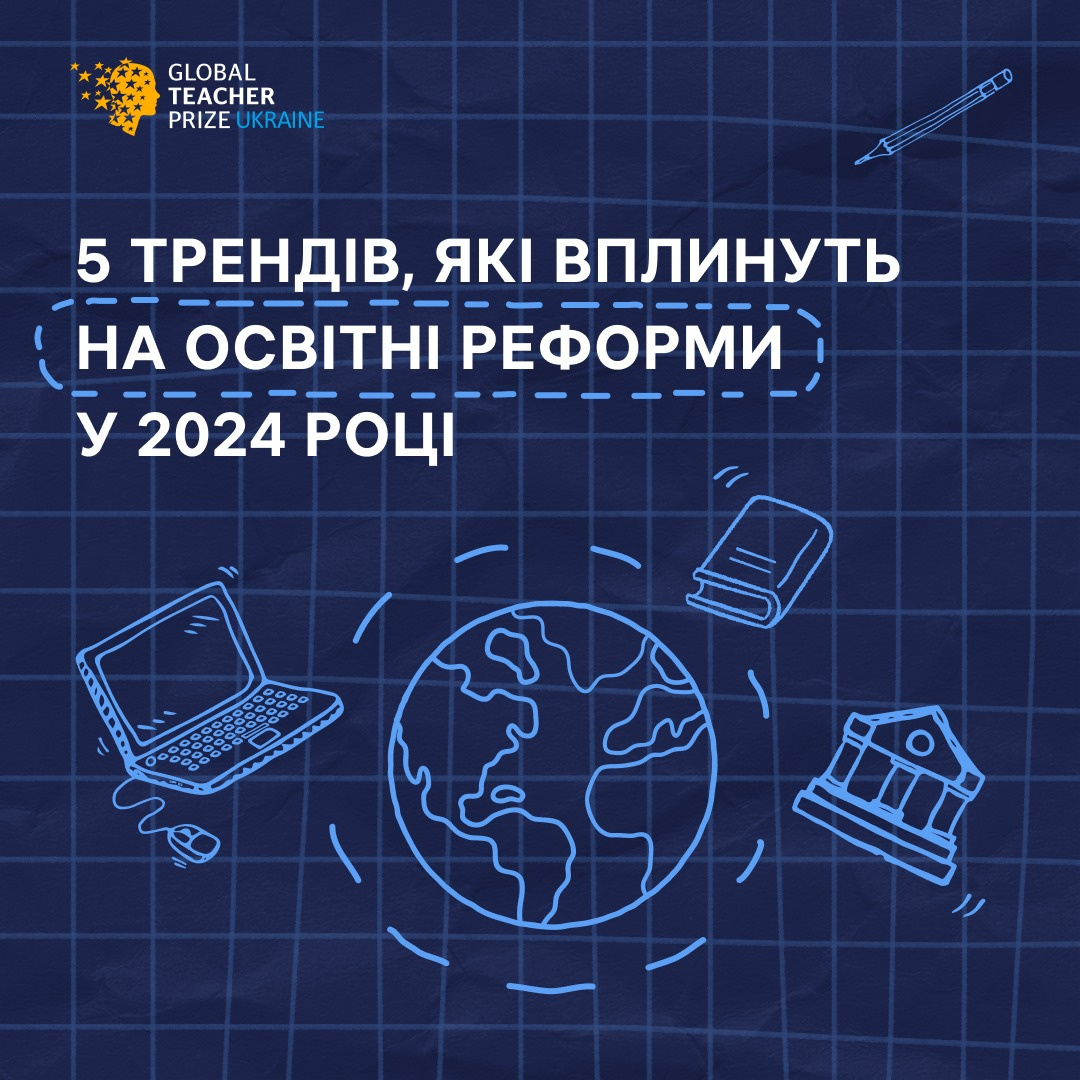 GLOBAL
TEACHER
PRIZE UKRAINE
5 ТРЕНДІВ, ЯКІ ВПЛИНУТЬ
НА ОСВІТНІ РЕФОРМИ
У 2024 РОЦІ